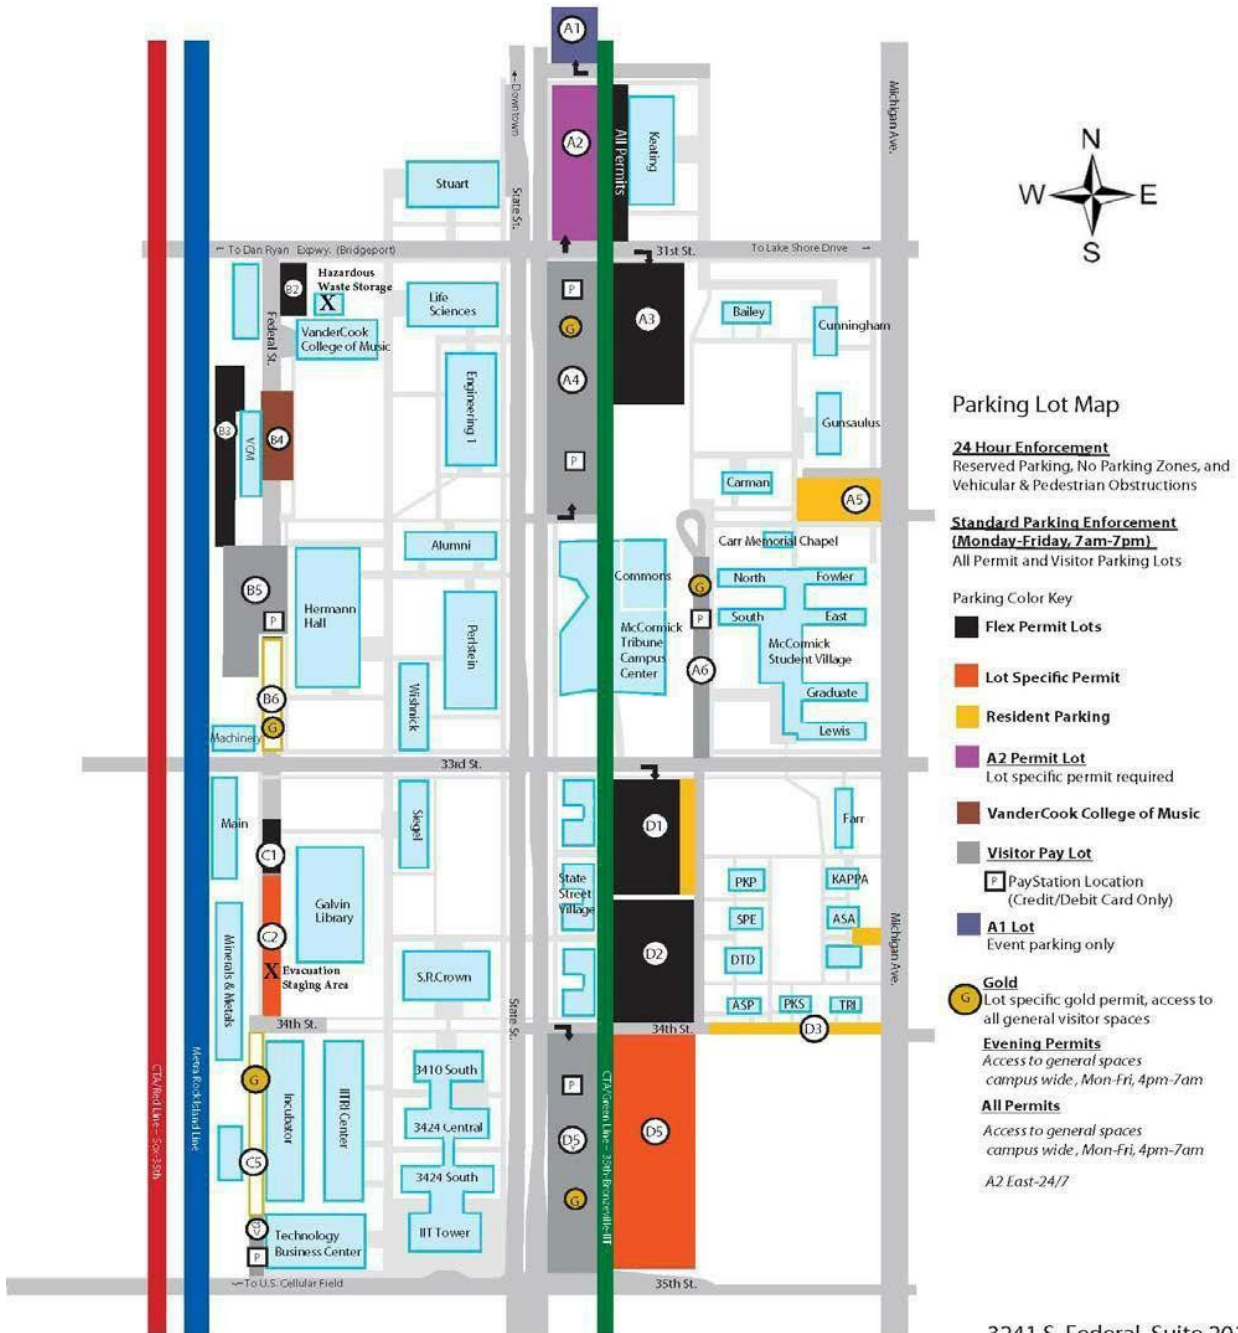 A1
Downtown
Michigan Ave.
A2
All Permits
Keating
N
W E
S
Stuart
State St.
To Dan Ryan Expwy. (Bridgeport)
31st St.
To Lake Shore Drive
B2
Hazardous
Waste Storage
X
Life
Sciences
P
G
A3
Bailey
Cunningham
Federal St.
VanderCook
College of Music
A4
Engineering 1
Gunsaulus
B3
VCM
B4
P
Carman
A5
Alumni
Carr Memorial Chapel
Commons
B5
P
Hermann
Hall
Perlstein
McCormick
Tribune
Campus
Center
G
P
A6
North
Fowler
South
East
McCormick
Student Village
Graduate
Lewis
B6
G
Wishnick
Machinery
33rd St.
Main
Siegel
D1
Farr
C1
Galvin
Library
State
Street
Village
PKP
KAPPA
SPE
ASA
C2
X Evacuation
Staging Area
Minerals & Metals
S.R.Crown
D2
DTD
Michigan Ave.
ASP
PKS
TRI
34th St.
State St.
34th St.
D3
G
Incubator
IITRI Center
3410 South
3424 Central
3424 South
IIT Tower
P
D5
G
D5
C5
P
Technology
Business Center
CTA/Red Line - Sox-35th
Metra Rock Island Line
CTA/Green Line - 35th-Bronzeville-IIT
To U.S. Cellular Field
35th St.
Parking Lot Map
24 Hour Enforcement
Reserved Parking, No Parking Zones, and
Vehicular & Pedestrian Obstructions
Standard Parking Enforcement
(Monday-Friday, 7am-7pm)
All Permit and Visitor Parking Lots
Parking Color Key
Flex Permit Lots
Lot Specific Permit
Resident Parking
A2 Permit Lot
Lot specific permit required
VanderCook College of Music
Visitor Pay Lot
P PayStation Location
(Credit/Debit Card Only)
A1 Lot
Event parking only
Gold
G Lot specific gold permit, access to
all general visitor spaces
Evening Permits
Access to general spaces
campus wide, Mon-Fri, 4pm-7am
All Permits
Access to general spaces
campus wide, Mon-Fri, 4pm-7am
A2 East-24/7